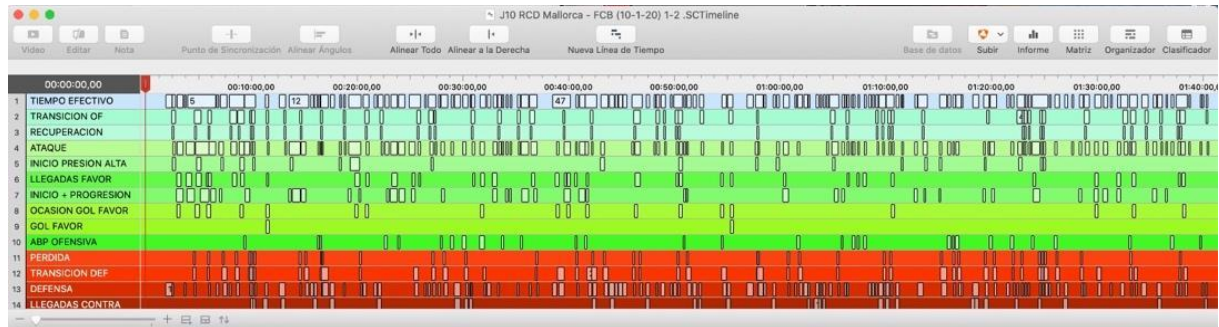 J10 RCD Mallorca - FCB (10-1-20) 1-2 .SCTimeline
Vídeo Editar Nota Punto de Sincronización Alinear Ángulos Alinear Todo Alinear a la Derecha Nueva Línea de Tiempo Base de datos Subir Informe Matriz Organizador Clasificador
00:00:00,00 00:10:00,00 00:20:00,00 00:30:00,00 00:40:00,00 00:50:00,00 01:00:00,00 01:10:00,00 01:20:00,00 01:30:00,00 01:40:00,0
1 TIEMPO EFECTIVO 5 12 47
2 TRANSICION OF
3 RECUPERACION
4 ATAQUE
5 INICIO PRESION ALTA
6 LLEGADAS FAVOR
7 INICIO + PROGRESION
8 OCASION GOL FAVOR
9 GOL FAVOR
10 ABP OFENSIVA
11 PERDIDA
12 TRANSICION DEF
13 DEFENSA
14 LLEGADAS CONTRA